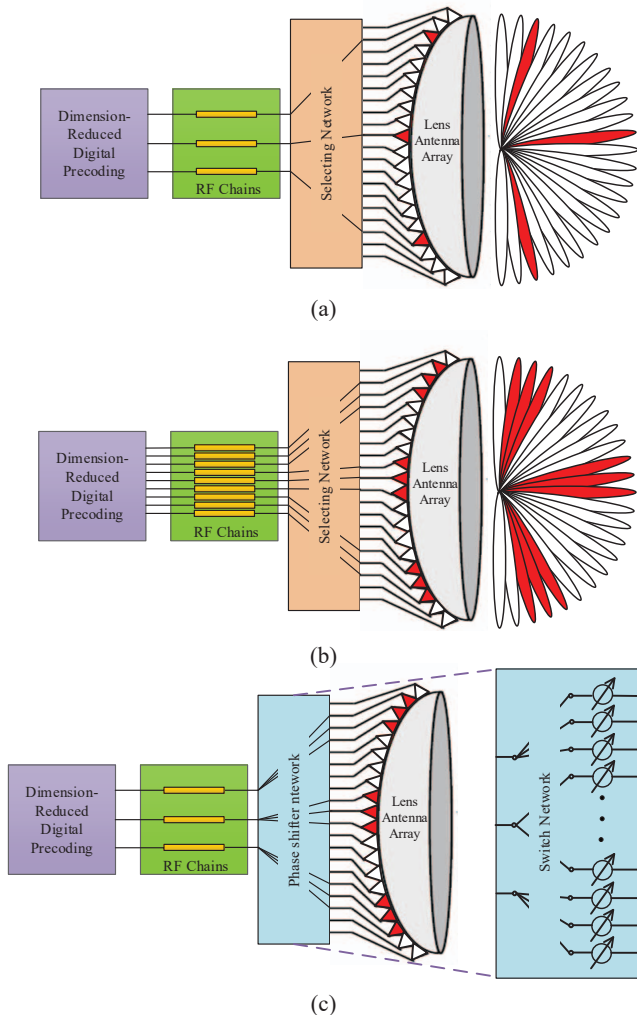 Dimension-
Reduced
Digital
Precoding
RF Chains
Selecting Network
Lens
Antenna
Array
(a)
Dimension-
Reduced
Digital
Precoding
RF Chains
Selecting Network
Lens
Antenna
Array
(b)
Dimension-
Reduced
Digital
Precoding
RF Chains
Phase shifter ntework
Lens
Antenna
Array
Switch Network
(c)